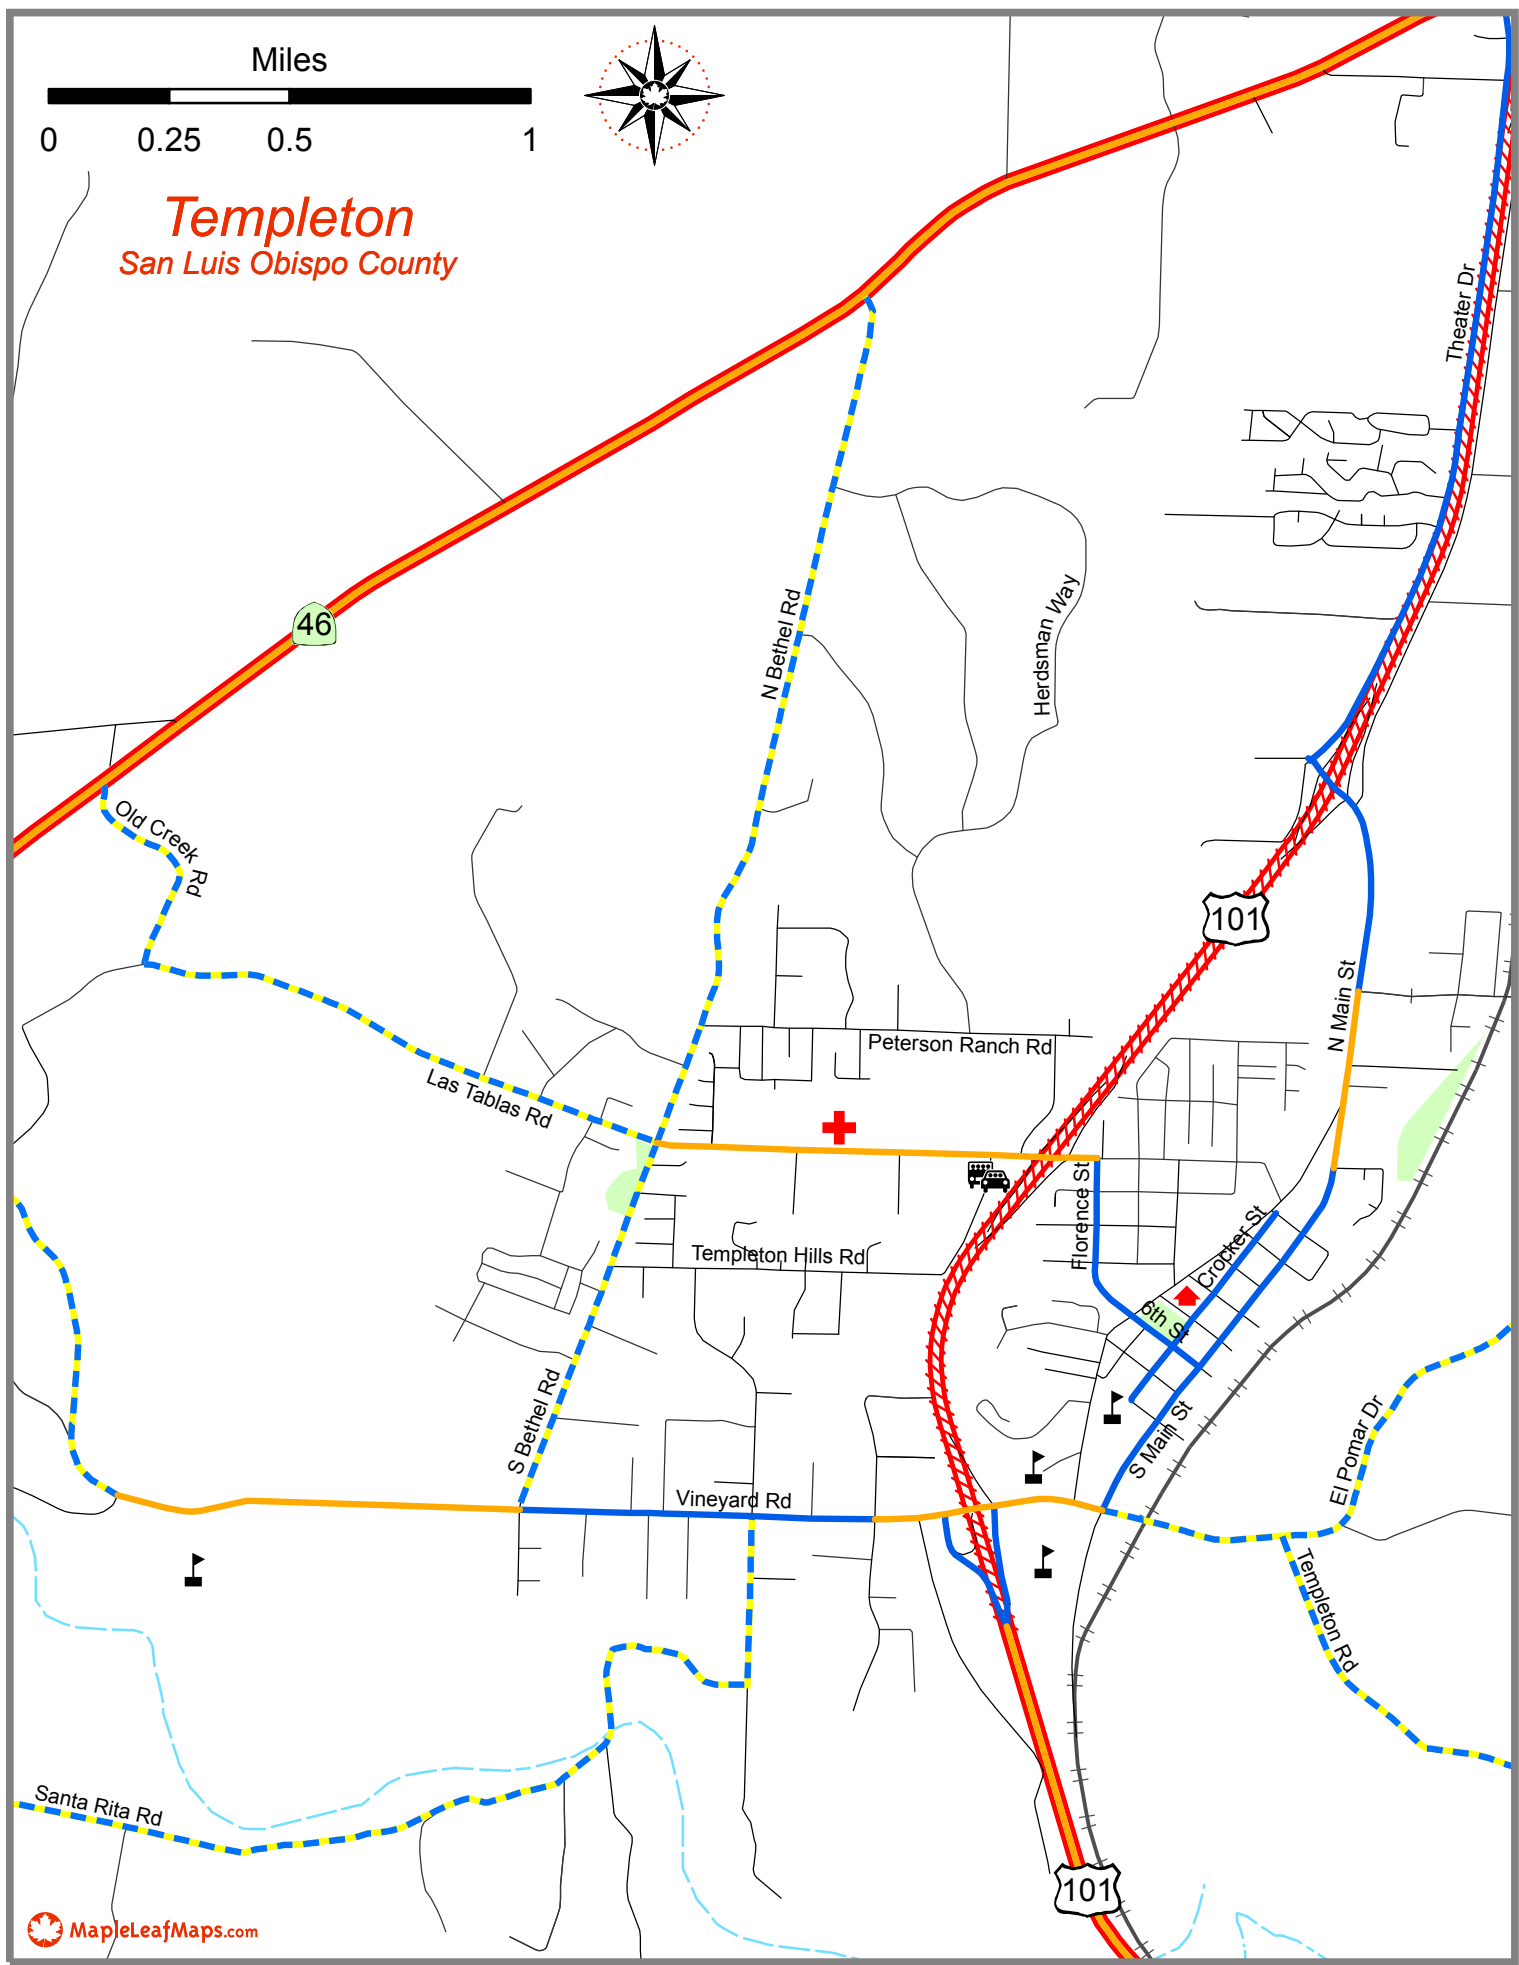 Miles
0 0.25 0.5 1
Templeton
San Luis Obispo County
Theater Dr
46
N Bethel Rd
Herdsman Way
Old Creek Rd
101
N Main St
Peterson Ranch Rd
Las Tablas Rd
Florence St
Crocker St
Templeton Hills Rd
6th St
S Bethel Rd
S Main St
El Pomar Dr
Vineyard Rd
Templeton Rd
Santa Rita Rd
101
MapleLeafMaps.com